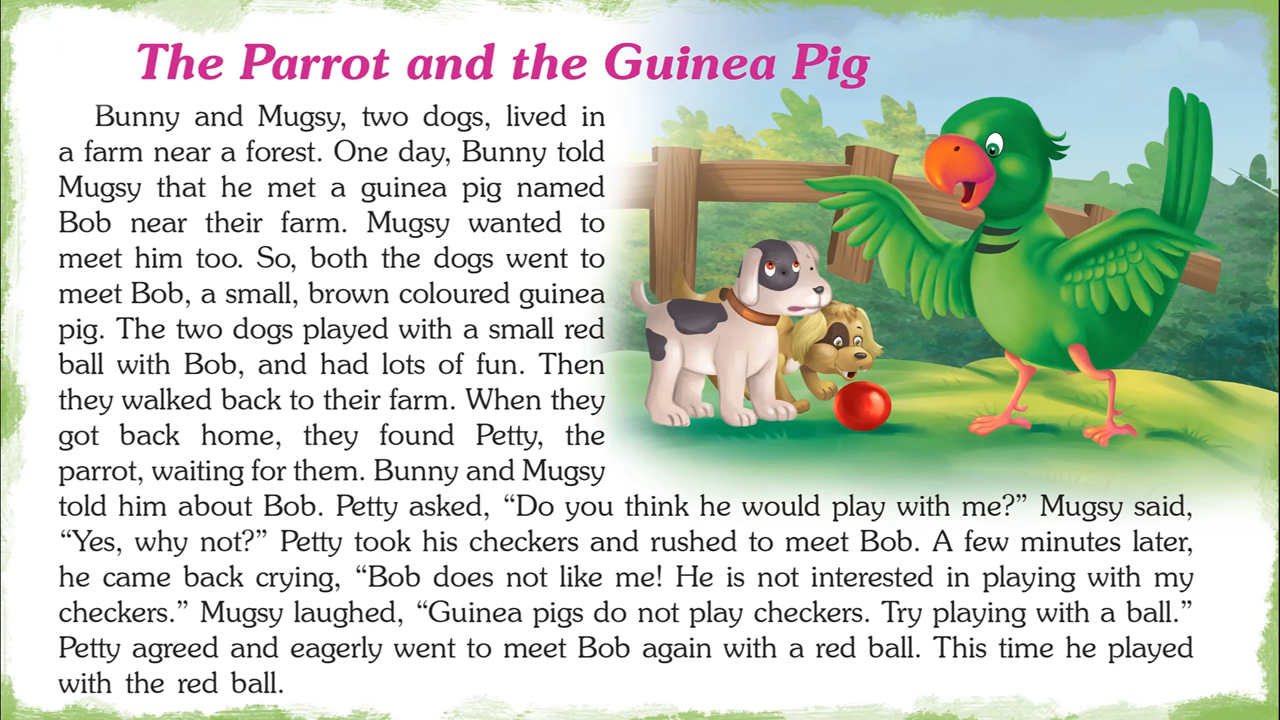 The Parrot and the Guinea Pig
Bunny and Mugsy, two dogs, lived in
a farm near a forest. One day, Bunny told
Mugsy that he met a guinea pig named
Bob near their farm. Mugsy wanted to
meet him too. So, both the dogs went to
meet Bob, a small, brown coloured guinea
pig. The two dogs played with a small red
ball with Bob, and had lots of fun. Then
they walked back to their farm. When they
got back home, they found Petty, the
parrot, waiting for them. Bunny and Mugsy
told him about Bob. Petty asked, “Do you think he would play with me?” Mugsy said,
“Yes, why not?” Petty took his checkers and rushed to meet Bob. A few minutes later,
he came back crying, “Bob does not like me! He is not interested in playing with my
checkers.” Mugsy laughed, “Guinea pigs do not play checkers. Try playing with a ball.”
Petty agreed and eagerly went to meet Bob again with a red ball. This time he played
with the red ball.